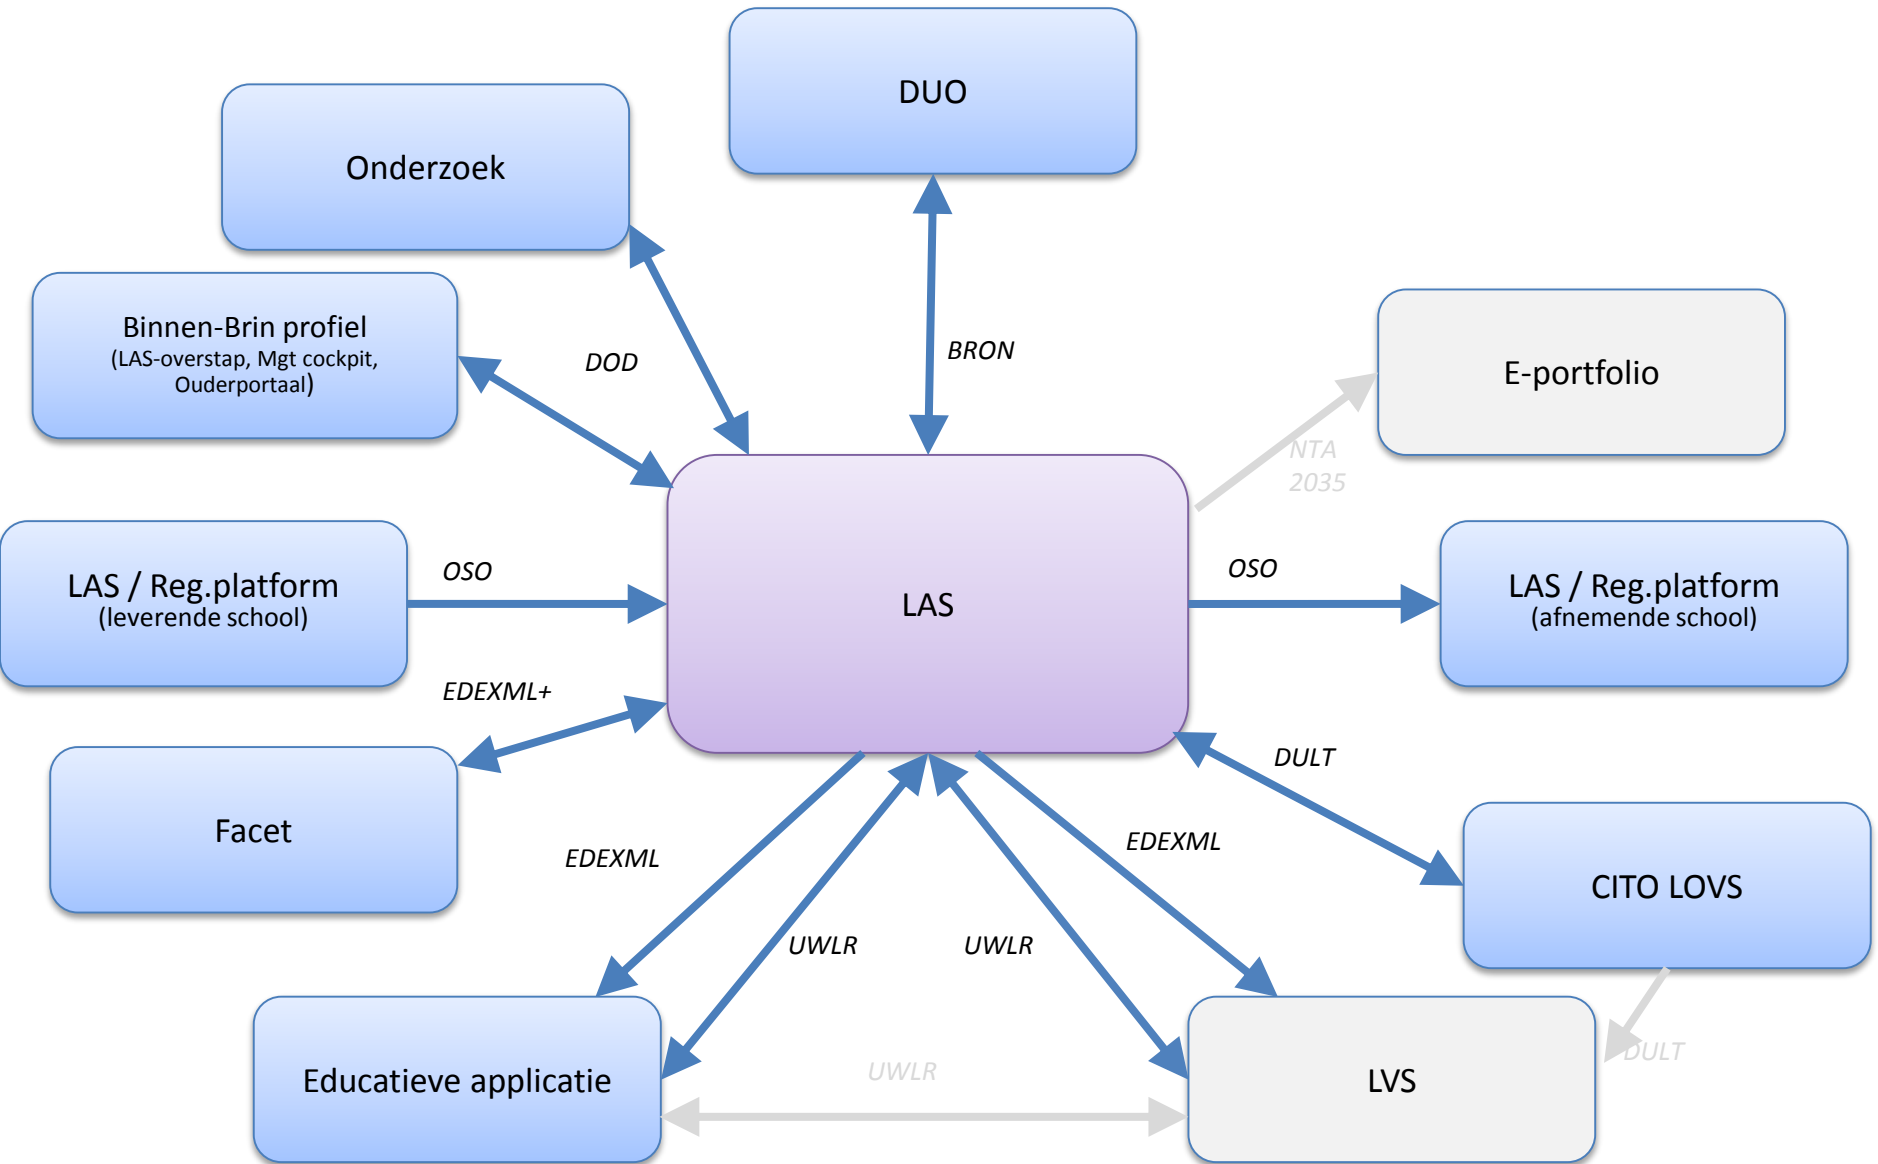 DUO
Onderzoek
Binnen-Brin profiel
(LAS-overstap, Mgt cockpit,
Ouderportaal)
DOD
BRON
E-portfolio
NTA
2035
LAS / Reg.platform
(leverende school)
OSO
LAS
OSO
LAS / Reg.platform
(afnemende school)
EDEXML+
Facet
DULT
EDEXML
EDEXML
CITO LOVS
UWLR
UWLR
Educatieve applicatie
UWLR
LVS
DULT